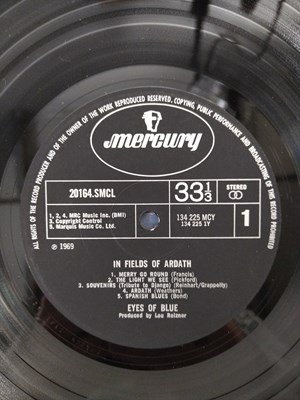 ALL RIGHTS OF THE RECORD PRODUCER AND OF THE OWNER OF THE WORK REPRODUCED RESERVED. COPYING, PUBLIC PERFORMANCE AND BROADCASTING OF THIS RECORD PROHIBITED
mercury
20164.SMCL
33 1/3
STEREO
1, 2, 4. MRC Music Inc. (BMI)
3. Copyright Control
5. Marquis Music Co. Ltd.
134 225 MCY
134 225 1Y
1
℗ 1969
IN FIELDS OF ARDATH
1. MERRY GO ROUND (Francis)
2. THE LIGHT WE SEE (Pickford)
3. SOUVENIRS (Tribute to Django) (Reinhart/Grappelly)
4. ARDATH (Weathers)
5. SPANISH BLUES (Bond)
EYES OF BLUE
Produced by Lou Reizner